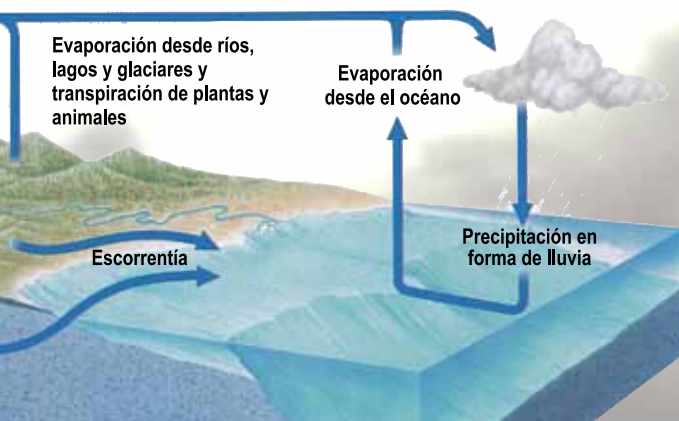 Evaporación desde ríos,
lagos y glaciares y
transpiración de plantas y
animales
Evaporación
desde el océano
Escorrentía
Precipitación en
forma de lluvia